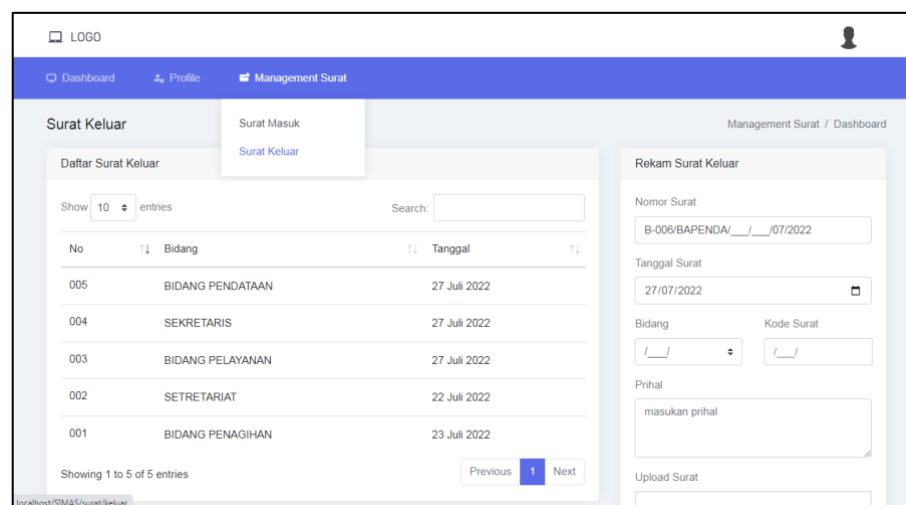 LOGO
Dashboard Profile Management Surat
Surat Keluar
Surat Masuk
Surat Keluar
Management Surat / Dashboard
Daftar Surat Keluar
Show 10 entries Search:
No Bidang Tanggal
005 BIDANG PENDATAAN 27 Juli 2022
004 SEKRETARIS 27 Juli 2022
003 BIDANG PELAYANAN 27 Juli 2022
002 SETRETARIAT 22 Juli 2022
001 BIDANG PENAGIHAN 23 Juli 2022
Showing 1 to 5 of 5 entries Previous 1 Next
Rekam Surat Keluar
Nomor Surat
B-006/BAPENDA/___/___/07/2022
Tanggal Surat
27/07/2022
Bidang Kode Surat
/___/ /___/
Prihal
masukan prihal
Upload Surat
localhost/SIMAS/surat/keluar